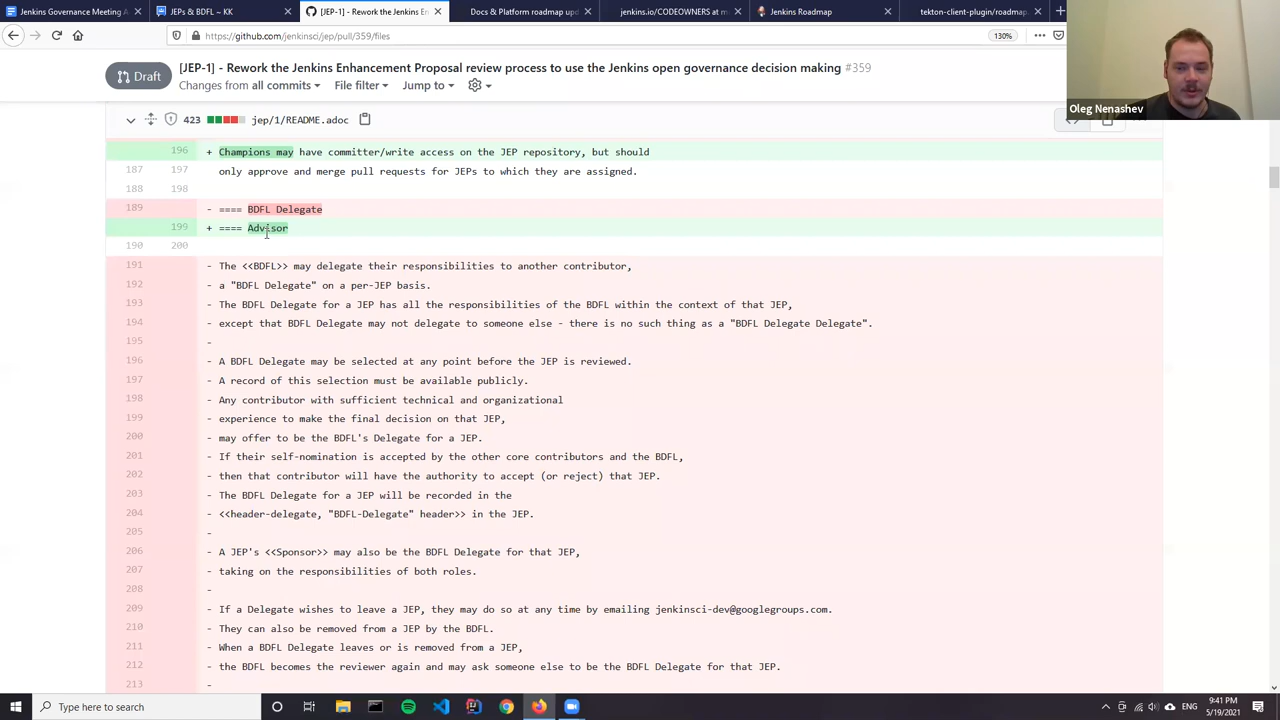 Jenkins Governance Meeting A
JEPs & BDFL ~ KK
[JEP-1] - Rework the Jenkins En
Docs & Platform roadmap upd
jenkins.io/CODEOWNERS at m
Jenkins Roadmap
tekton-client-plugin/roadmap.
https://github.com/jenkinsci/jep/pull/359/files
130%
Draft
[JEP-1] - Rework the Jenkins Enhancement Proposal review process to use the Jenkins open governance decision making #359
Changes from all commits
File filter
Jump to
Oleg Nenashev
423
jep/1/README.adoc
196 + Champions may have committer/write access on the JEP repository, but should
187 197 only approve and merge pull requests for JEPs to which they are assigned.
188 198
189 - ==== BDFL Delegate
199 + ==== Advisor
190 200
191 - The <<BDFL>> may delegate their responsibilities to another contributor,
192 - a "BDFL Delegate" on a per-JEP basis.
193 - The BDFL Delegate for a JEP has all the responsibilities of the BDFL within the context of that JEP,
194 - except that BDFL Delegate may not delegate to someone else - there is no such thing as a "BDFL Delegate Delegate".
195 -
196 - A BDFL Delegate may be selected at any point before the JEP is reviewed.
197 - A record of this selection must be available publicly.
198 - Any contributor with sufficient technical and organizational
199 - experience to make the final decision on that JEP,
200 - may offer to be the BDFL's Delegate for a JEP.
201 - If their self-nomination is accepted by the other core contributors and the BDFL,
202 - then that contributor will have the authority to accept (or reject) that JEP.
203 - The BDFL Delegate for a JEP will be recorded in the
204 - <<header-delegate, "BDFL-Delegate" header>> in the JEP.
205 -
206 - A JEP's <<Sponsor>> may also be the BDFL Delegate for that JEP,
207 - taking on the responsibilities of both roles.
208 -
209 - If a Delegate wishes to leave a JEP, they may do so at any time by emailing jenkinsci-dev@googlegroups.com.
210 - They can also be removed from a JEP by the BDFL.
211 - When a BDFL Delegate leaves or is removed from a JEP,
212 - the BDFL becomes the reviewer again and may ask someone else to be the BDFL Delegate for that JEP.
213 -
Type here to search
ENG
9:41 PM
5/19/2021